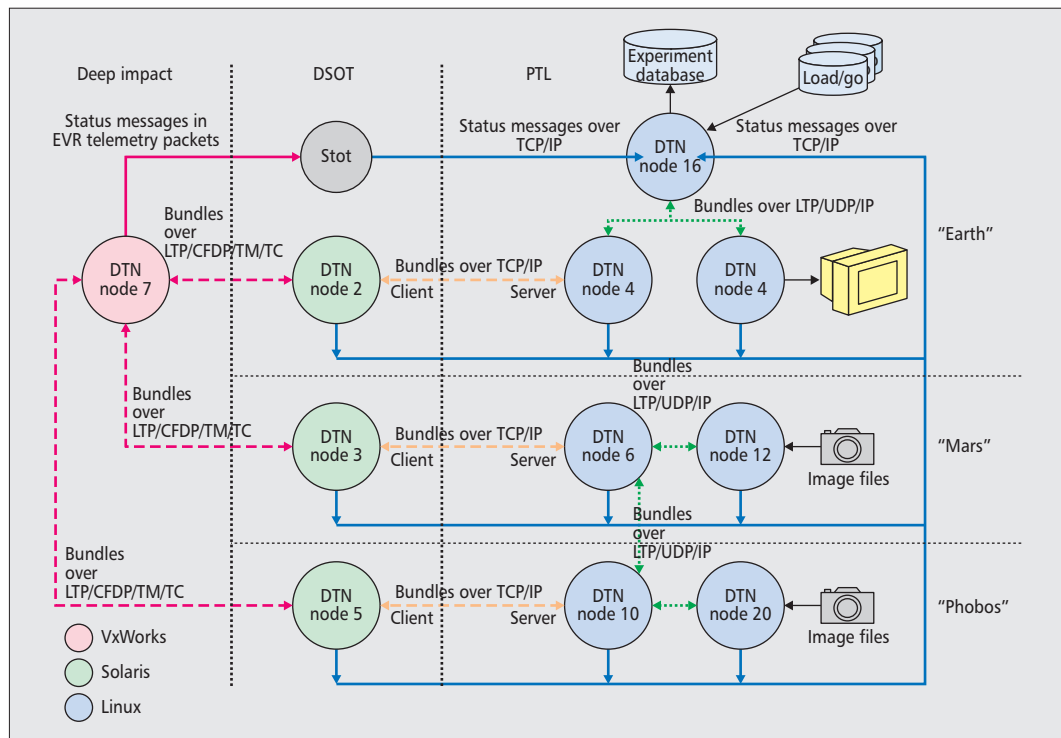 Deep impact
DSOT
PTL
Experiment
database
Load/go
Status messages in
EVR telemetry packets
Stot
Status messages over
TCP/IP
DTN
node 16
Status messages over
TCP/IP
Bundles
over
LTP/CFDP/TM/TC
Bundles over LTP/UDP/IP
"Earth"
DTN
node 7
DTN
node 2
Bundles over TCP/IP
Client
Server
DTN
node 4
DTN
node 4
Bundles
over
LTP/UDP/IP
Bundles
over
LTP/CFDP/TM/TC
DTN
node 3
Bundles over TCP/IP
Client
Server
DTN
node 6
DTN
node 12
Image files
"Mars"
Bundles
over
LTP/UDP/IP
Bundles
over
LTP/CFDP/TM/TC
DTN
node 5
Bundles over TCP/IP
Client
Server
DTN
node 10
DTN
node 20
Image files
"Phobos"
VxWorks
Solaris
Linux